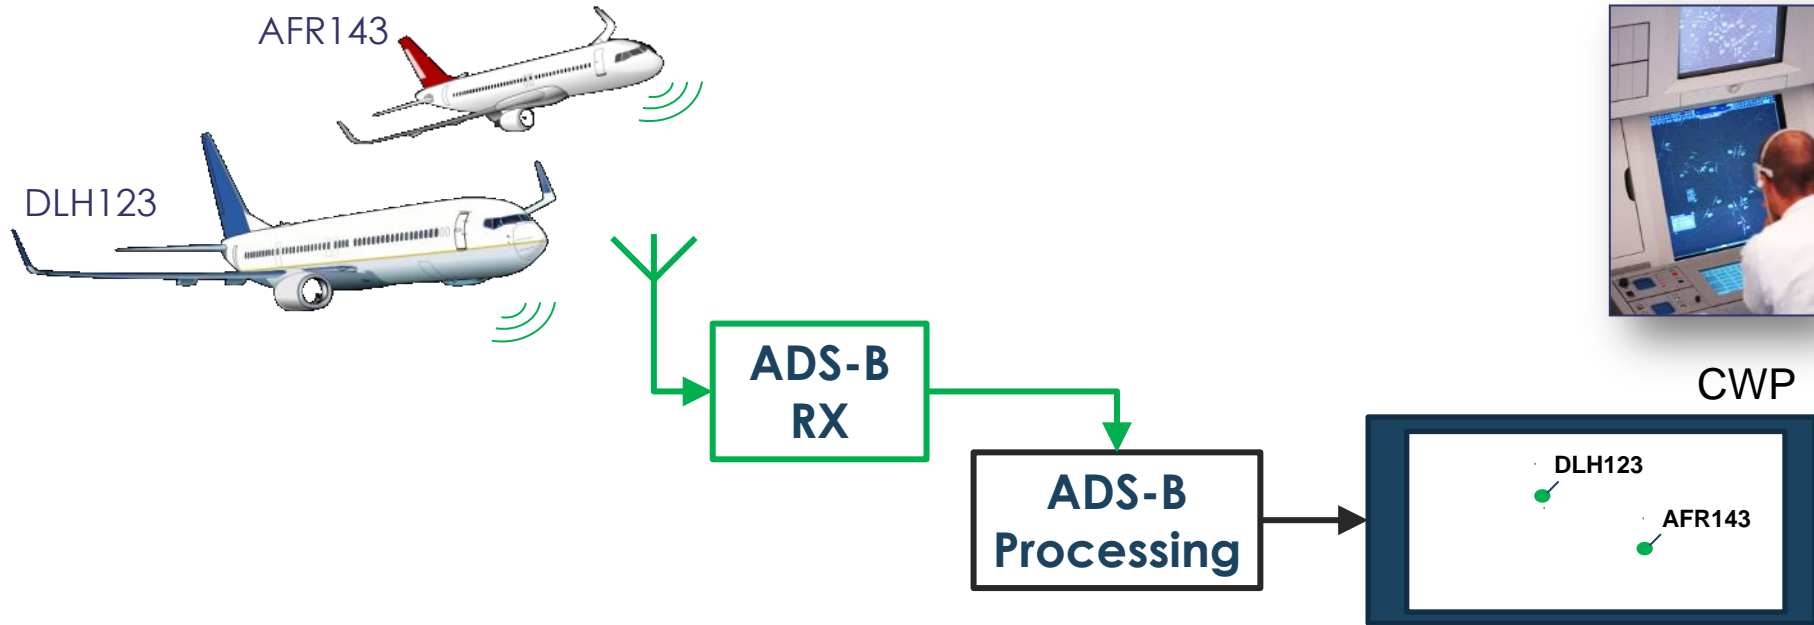 AFR143
DLH123
ADS-B
RX
ADS-B
Processing
CWP
DLH123
AFR143